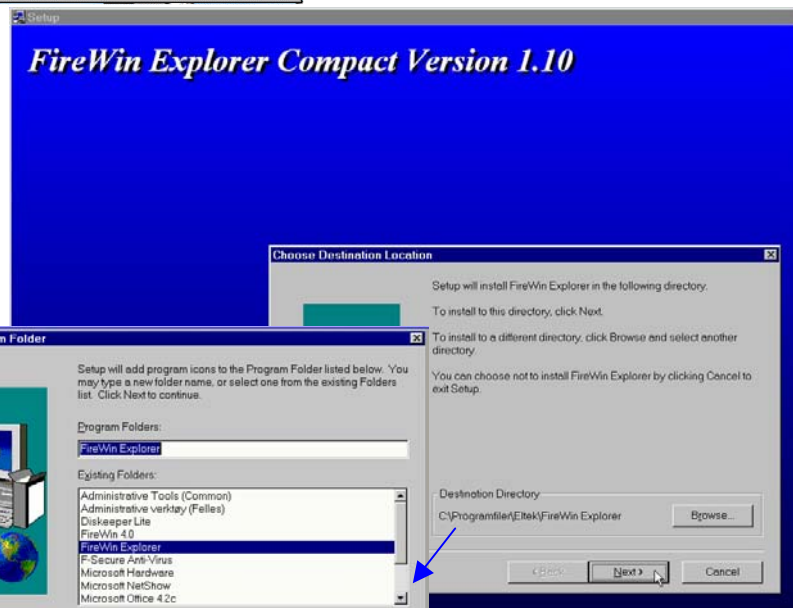 Setup
FireWin Explorer Compact Version 1.10
Choose Destination Location
Setup will install FireWin Explorer in the following directory.
To install to this directory, click Next.
To install to a different directory, click Browse and select another
directory.
You can choose not to install FireWin Explorer by clicking Cancel to
exit Setup.
Destination Directory
C:\Programfiler\Eltek\FireWin Explorer
Browse...
< Back
Next >
Cancel
Folder
Setup will add program icons to the Program Folder listed below. You
may type a new folder name, or select one from the existing Folders
list. Click Next to continue.
Program Folders:
FireWin Explorer
Existing Folders:
Administrative Tools (Common)
Administrative verktøy (Felles)
Diskeeper Lite
FireWin 4.0
FireWin Explorer
F-Secure Anti-Virus
Microsoft Hardware
Microsoft NetShow
Microsoft Office 4.2c